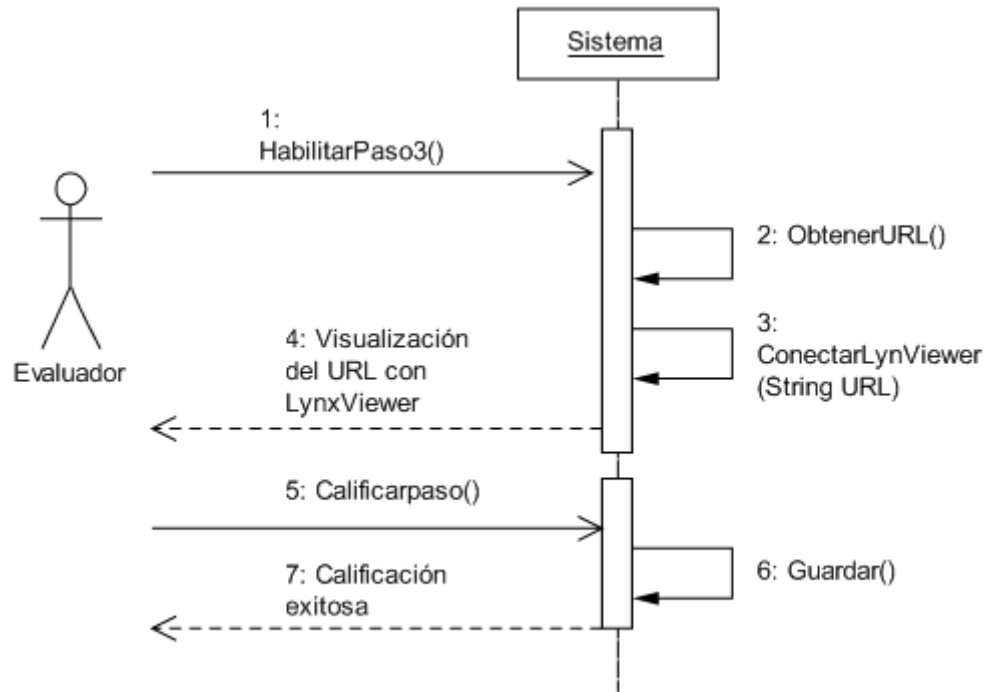 Sistema
1:
HabilitarPaso3()
2: ObtenerURL()
3:
ConectarLynViewer
(String URL)
4: Visualización
del URL con
LynxViewer
Evaluador
5: Calificarpaso()
6: Guardar()
7: Calificación
exitosa